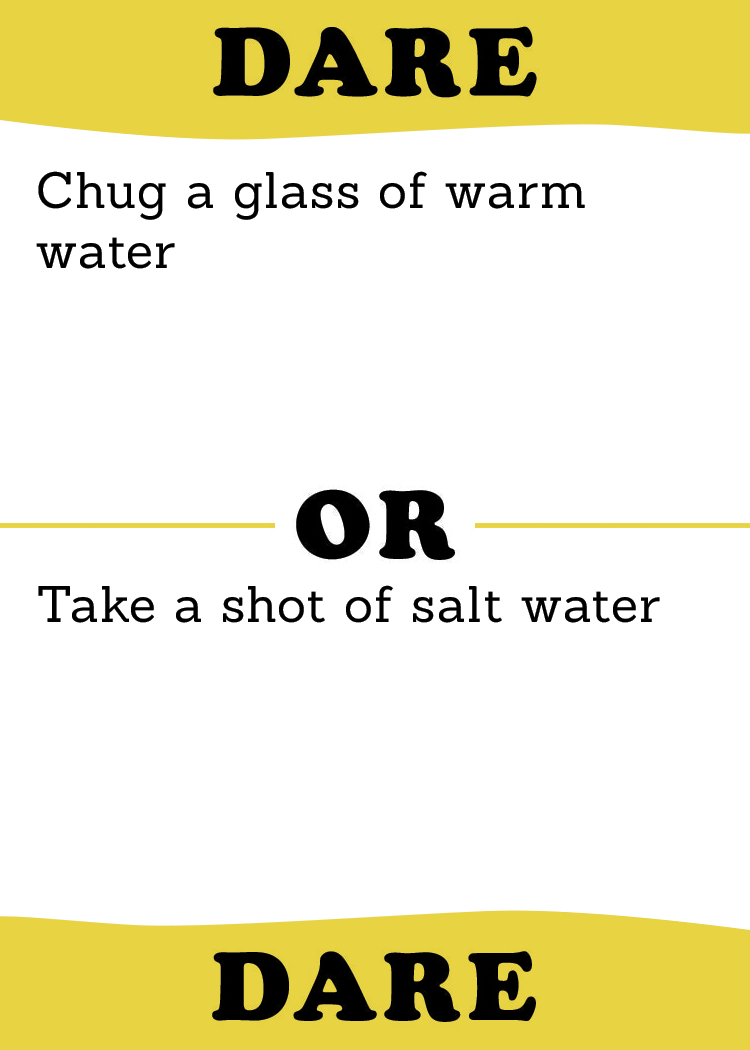 DARE
Chug a glass of warm
water
OR
Take a shot of salt water
DARE